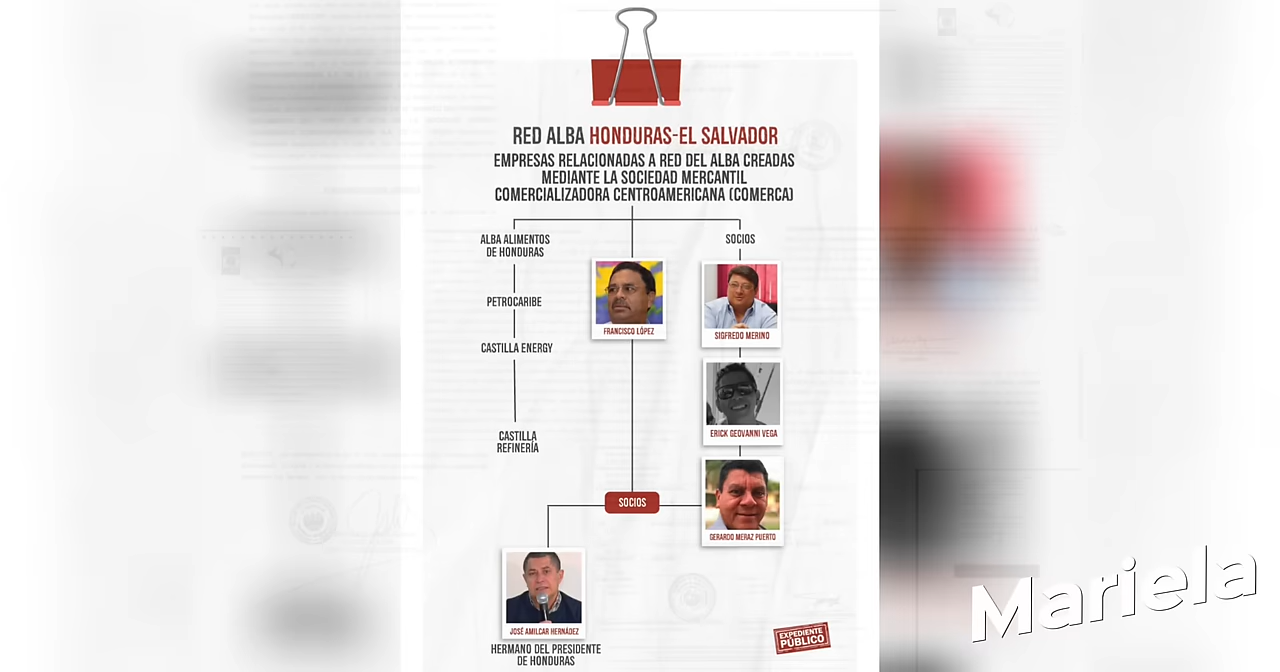 RED ALBA HONDURAS-EL SALVADOR
EMPRESAS RELACIONADAS A RED DEL ALBA CREADAS
MEDIANTE LA SOCIEDAD MERCANTIL
COMERCIALIZADORA CENTROAMERICANA (COMERCA)
ALBA ALIMENTOS
DE HONDURAS
PETROCARIBE
CASTILLA ENERGY
CASTILLA
REFINERÍA
FRANCISCO LÓPEZ
SOCIOS
SIGFREDO MERINO
ERICK GEOVANNI VEGA
GERARDO MERAZ PUERTO
SOCIOS
JOSÉ AMILCAR HERNÁDEZ
HERMANO DEL PRESIDENTE
DE HONDURAS
EXPEDIENTE
PÚBLICO
Mariela